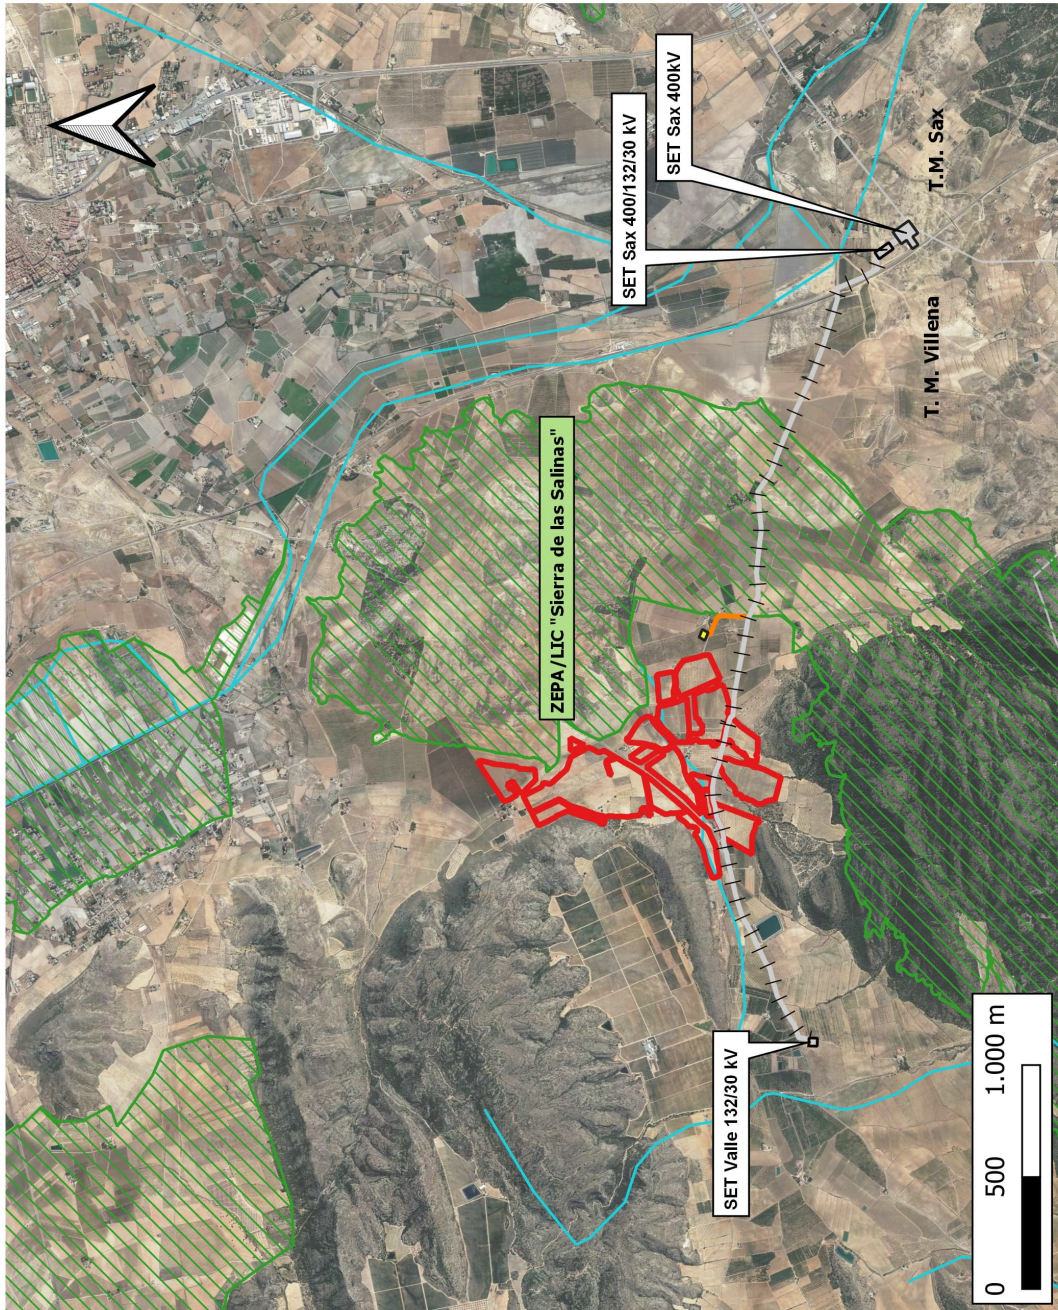 SET Sax 400/132/30 kV
SET Sax 400kV
T.M. Sax
T. M. Villena
ZEPA/LIC "Sierra de las Salinas"
SET Valle 132/30 kV
0 500 1.000 m